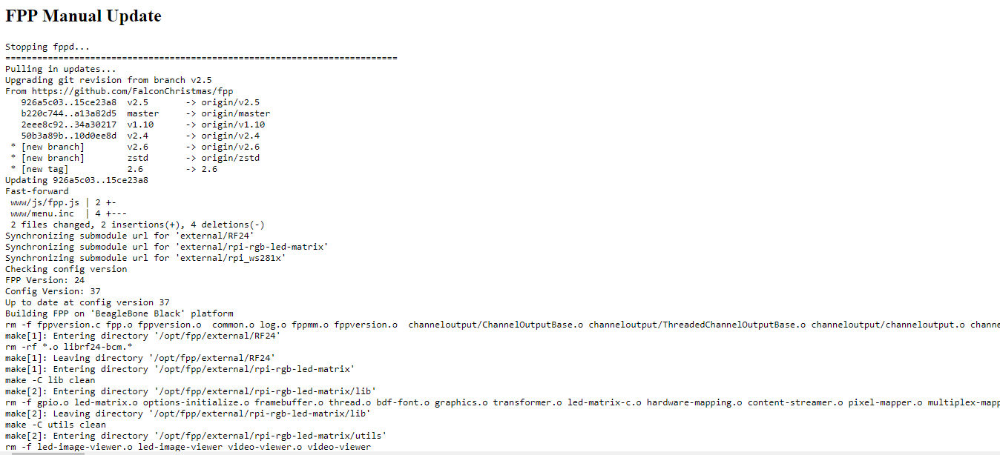 FPP Manual Update
Stopping fppd...
==========================================================================
Pulling in updates...
Upgrading git revision from branch v2.5
From https://github.com/FalconChristmas/fpp
   926a5c03..15ce23a8  v2.5       -> origin/v2.5
   b220c744..a13a82d5  master     -> origin/master
   2eee8c92..34a30217  v1.10      -> origin/v1.10
   50b3a89b..10d0ee8d  v2.4       -> origin/v2.4
 * [new branch]        v2.6       -> origin/v2.6
 * [new branch]        zstd       -> origin/zstd
 * [new tag]           2.6        -> 2.6
Updating 926a5c03..15ce23a8
Fast-forward
 www/js/fpp.js | 2 +-
 www/menu.inc  | 4 +---
 2 files changed, 2 insertions(+), 4 deletions(-)
Synchronizing submodule url for 'external/RF24'
Synchronizing submodule url for 'external/rpi-rgb-led-matrix'
Synchronizing submodule url for 'external/rpi_ws281x'
Checking config version
FPP Version: 24
Config Version: 37
Up to date at config version 37
Building FPP on 'BeagleBone Black' platform
rm -f fppversion.c fpp.o fppversion.o  common.o log.o fppmm.o fppversion.o  channeloutput/ChannelOutputBase.o channeloutput/ThreadedChannelOutputBase.o channeloutput/channeloutput.o channe
make[1]: Entering directory '/opt/fpp/external/RF24'
rm -rf *.o librf24-bcm.*
make[1]: Leaving directory '/opt/fpp/external/RF24'
make[1]: Entering directory '/opt/fpp/external/rpi-rgb-led-matrix'
make -C lib clean
make[2]: Entering directory '/opt/fpp/external/rpi-rgb-led-matrix/lib'
rm -f gpio.o led-matrix.o options-initialize.o framebuffer.o thread.o bdf-font.o graphics.o transformer.o led-matrix-c.o hardware-mapping.o content-streamer.o pixel-mapper.o multiplex-mapp
make[2]: Leaving directory '/opt/fpp/external/rpi-rgb-led-matrix/lib'
make -C utils clean
make[2]: Entering directory '/opt/fpp/external/rpi-rgb-led-matrix/utils'
rm -f led-image-viewer.o led-image-viewer video-viewer.o video-viewer